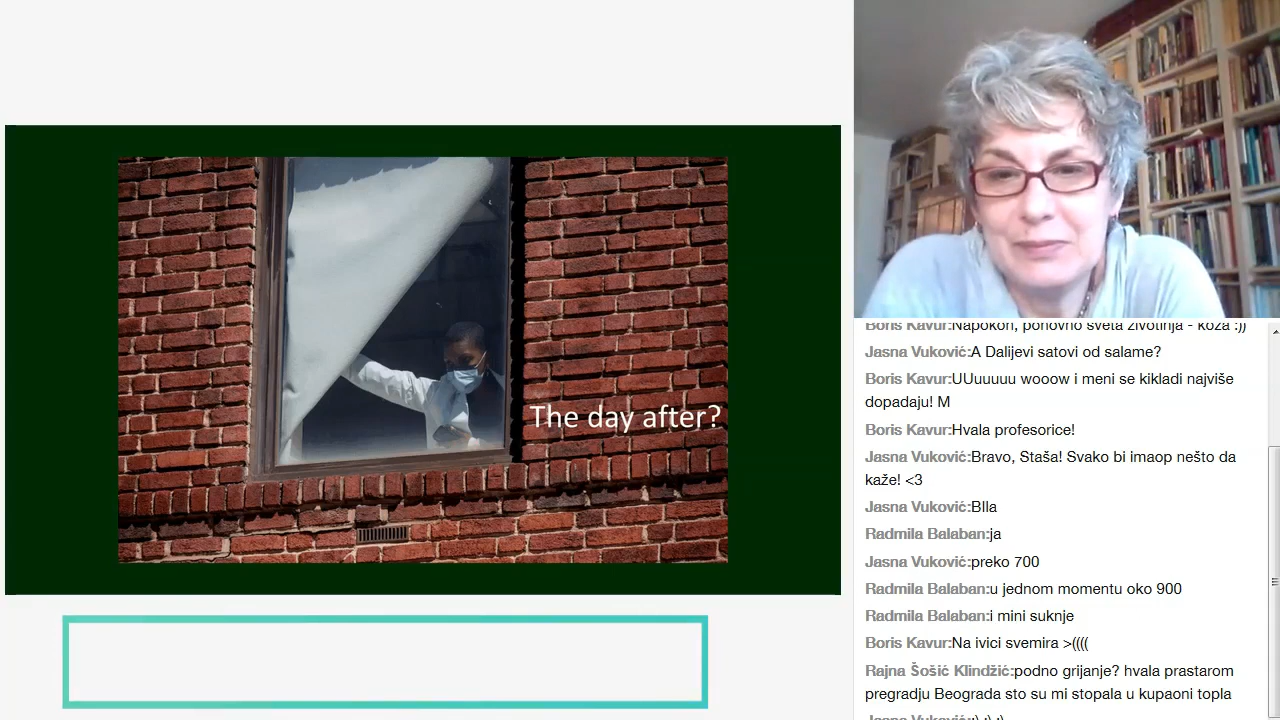 The day after?
Boris Kavur:Napokon, ponovno sveta životinja - koza :))
Jasna Vuković:A Dalijevi satovi od salame?
Boris Kavur:UUuuuuu wooow i meni se kikladi najviše
dopadaju! M
Boris Kavur:Hvala profesorice!
Jasna Vuković:Bravo, Staša! Svako bi imaop nešto da
kaže! <3
Jasna Vuković:Blla
Radmila Balaban:ja
Jasna Vuković:preko 700
Radmila Balaban:u jednom momentu oko 900
Radmila Balaban:i mini suknje
Boris Kavur:Na ivici svemira >((((
Rajna Šošić Klindžić:podno grijanje? hvala prastarom
pregradju Beograda sto su mi stopala u kupaoni topla
Jasna Vuković::) :) :)